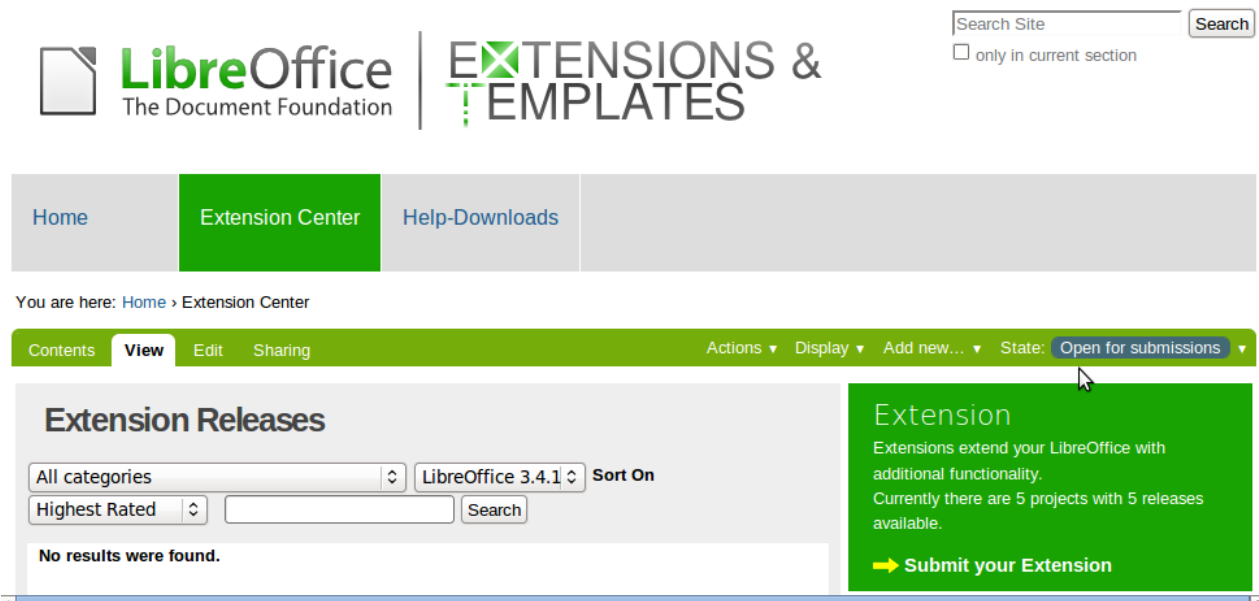 Search Site
Search
only in current section
LibreOffice
The Document Foundation
EXTENSIONS &
TEMPLATES
Home
Extension Center
Help-Downloads
You are here: Home › Extension Center
Contents View Edit Sharing Actions ▾ Display ▾ Add new... ▾ State: Open for submissions ▾
Extension Releases
All categories LibreOffice 3.4.1 Sort On
Highest Rated Search
No results were found.
Extension
Extensions extend your LibreOffice with
additional functionality.
Currently there are 5 projects with 5 releases
available.
Submit your Extension